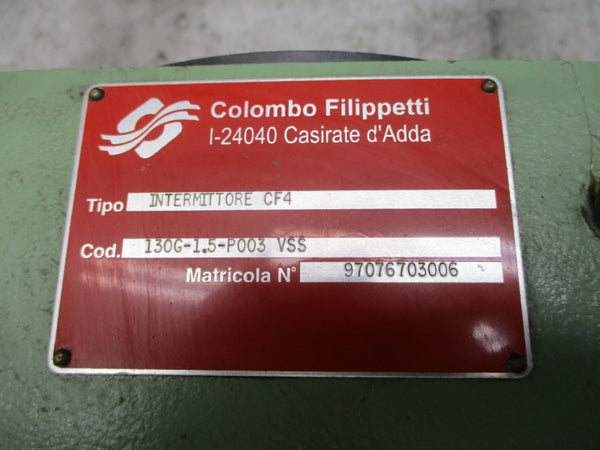 Colombo Filippetti
I-24040 Casirate d'Adda
Tipo INTERMITTORE CF4
Cod. 130G-1.5-P003 VSS
Matricola N° 97076703006